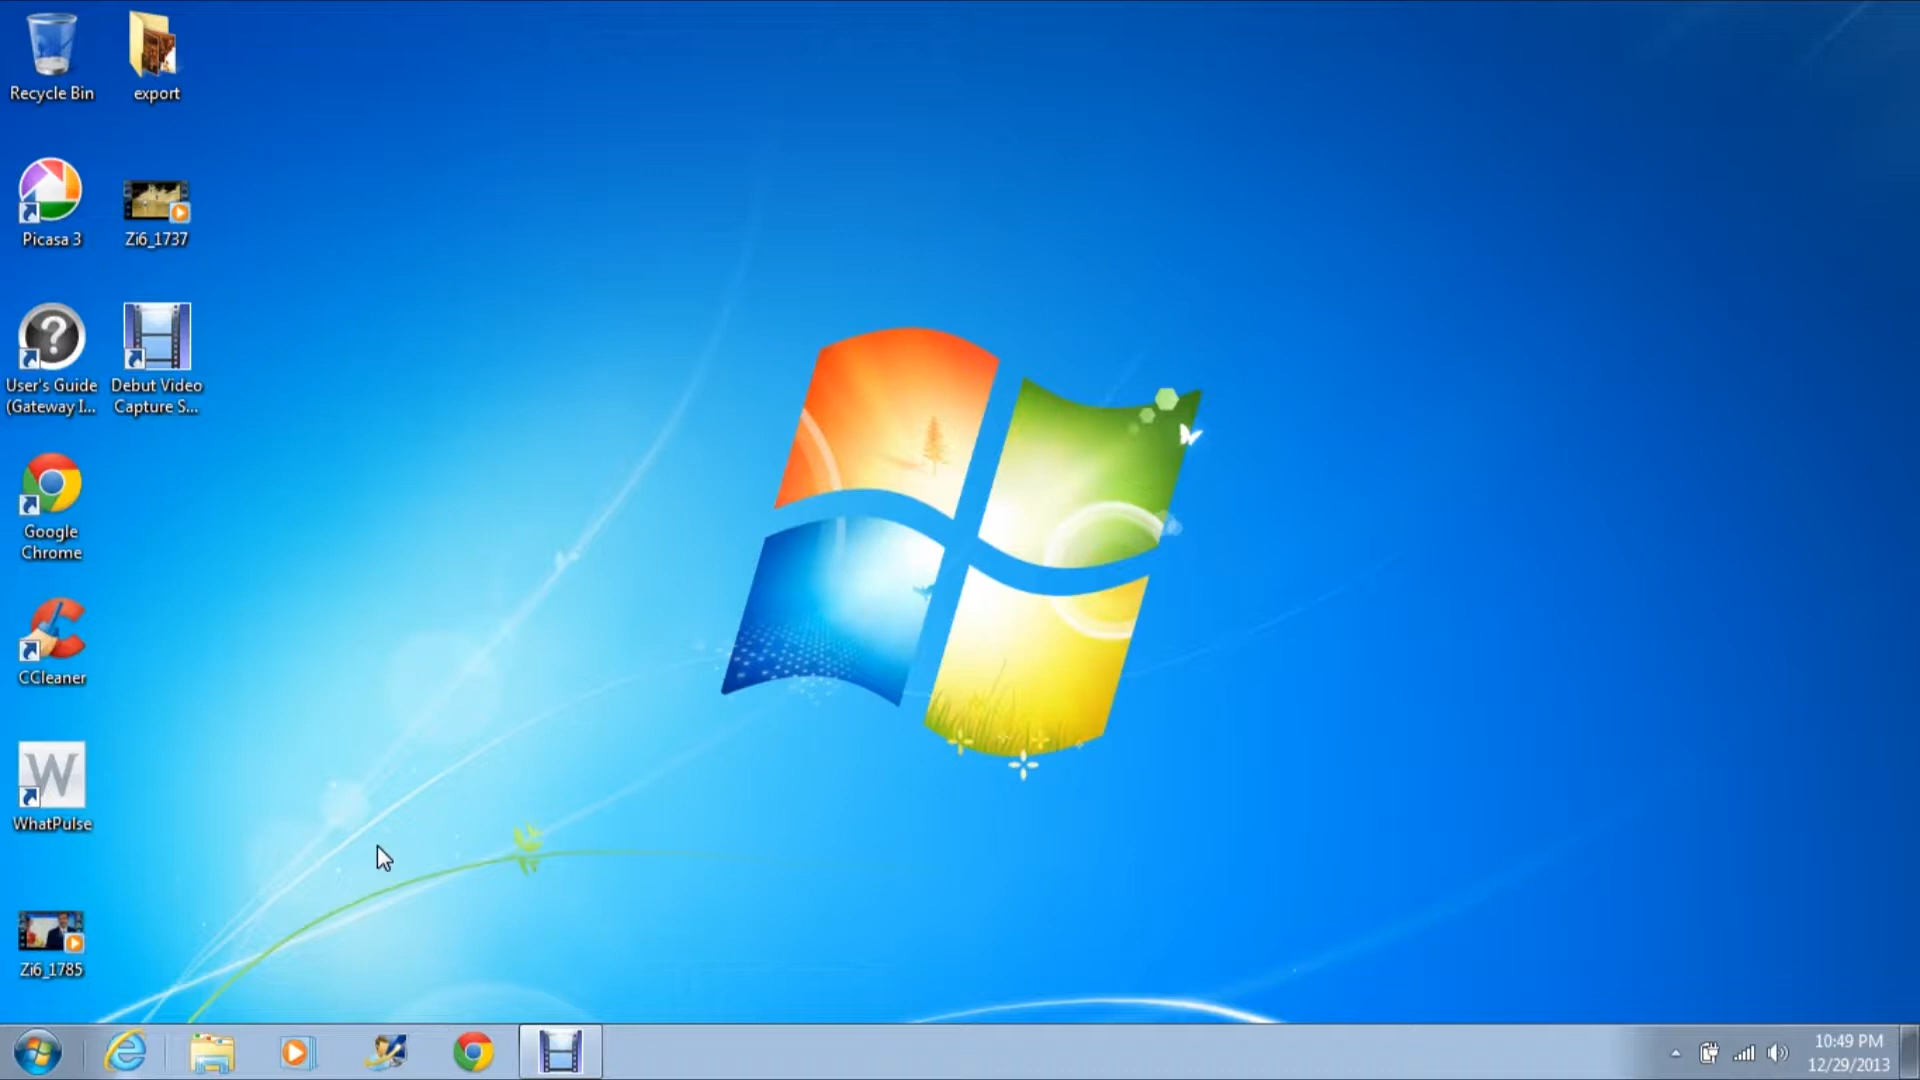 Recycle Bin
export
Picasa 3
Zi6_1737
User's Guide
(Gateway I...
Debut Video
Capture S...
Google
Chrome
CCleaner
W
WhatPulse
Zi6_1785
10:49 PM
12/29/2013